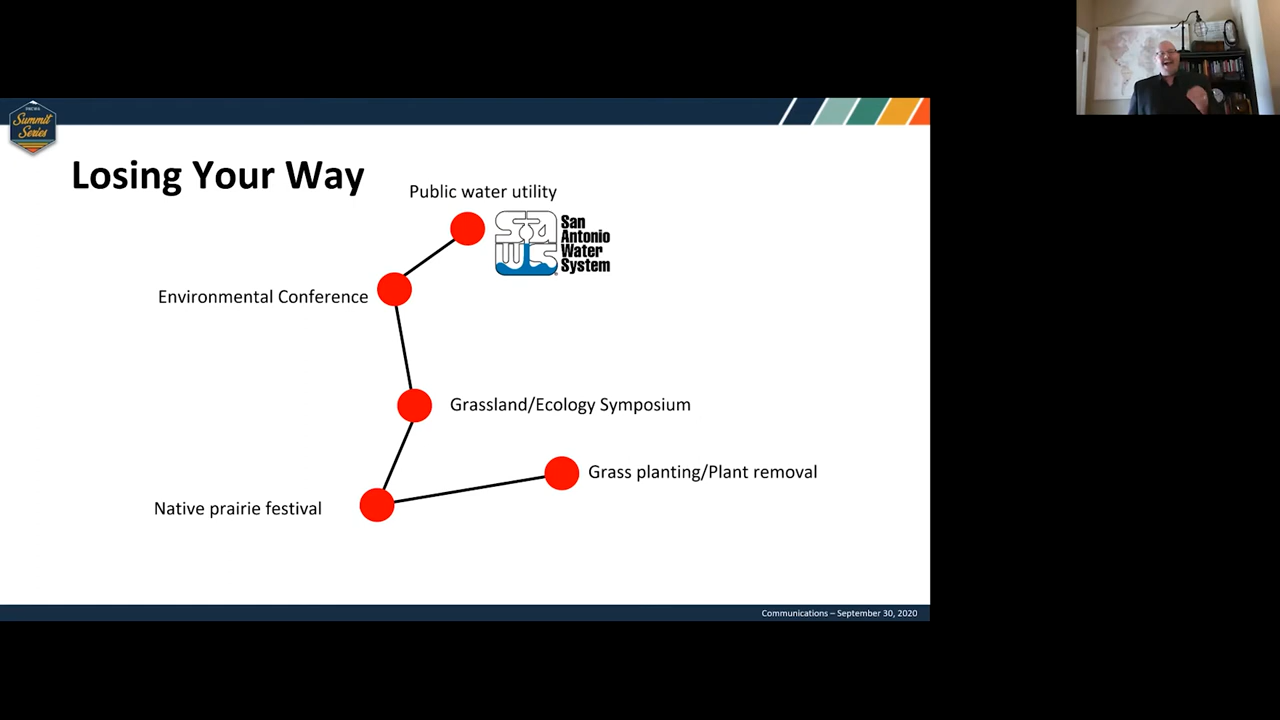 Summit
Series
Losing Your Way
Public water utility
SAWS
San
Antonio
Water
System
Environmental Conference
Grassland/Ecology Symposium
Grass planting/Plant removal
Native prairie festival
Communications – September 30, 2020